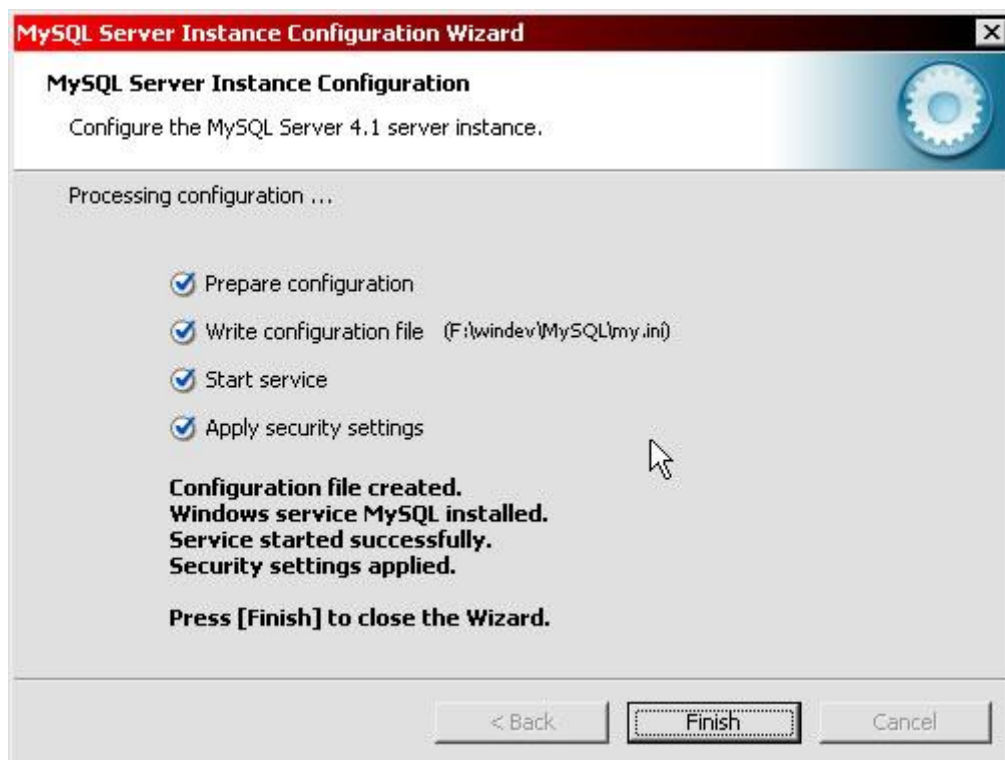 MySQL Server Instance Configuration Wizard
MySQL Server Instance Configuration
Configure the MySQL Server 4.1 server instance.
Processing configuration ...
Prepare configuration
Write configuration file (F:\windev\MySQL\my.ini)
Start service
Apply security settings
Configuration file created.
Windows service MySQL installed.
Service started successfully.
Security settings applied.
Press [Finish] to close the Wizard.
< Back Finish Cancel